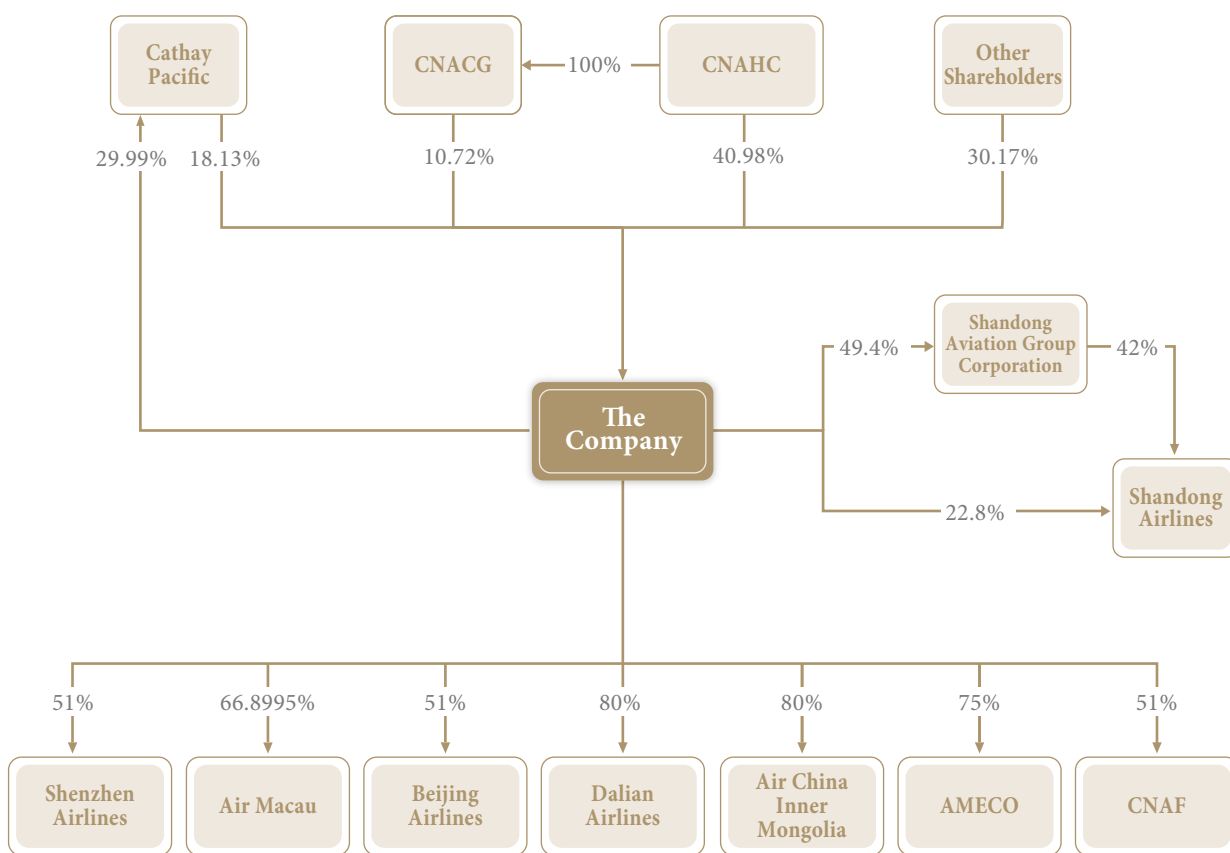 Cathay
Pacific
CNACG
100%
CNAHC
Other
Shareholders
29.99%
18.13%
10.72%
40.98%
30.17%
Shandong
Aviation Group
Corporation
49.4%
42%
The
Company
22.8%
Shandong
Airlines
51%
66.8995%
51%
80%
80%
75%
51%
Shenzhen
Airlines
Air Macau
Beijing
Airlines
Dalian
Airlines
Air China
Inner
Mongolia
AMECO
CNAF